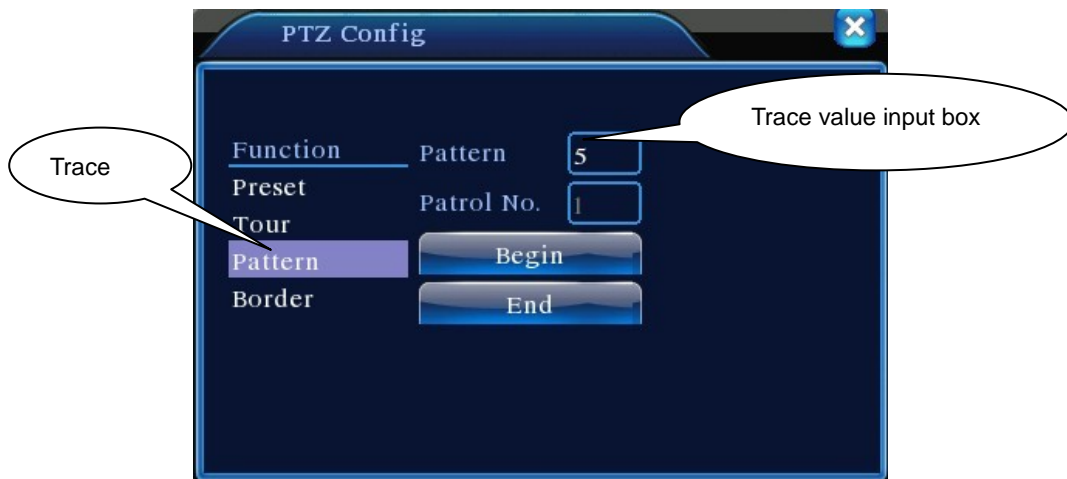 PTZ Config
Trace value input box
Trace
Function
Pattern
5
Preset
Patrol No.
1
Tour
Pattern
Begin
Border
End